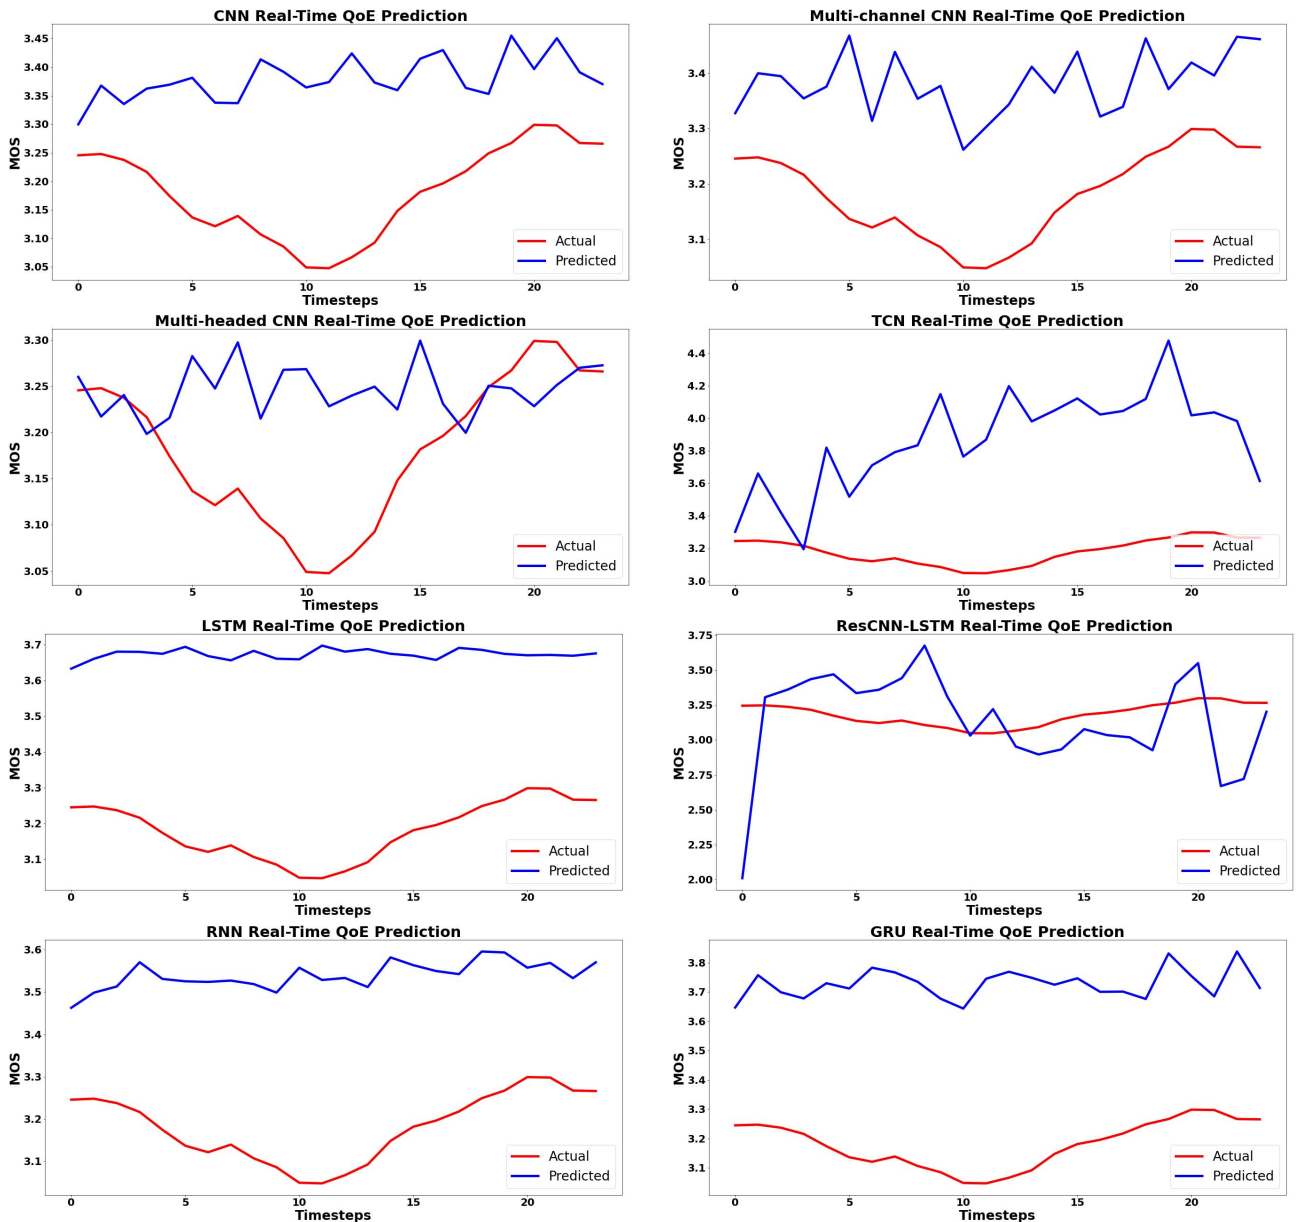 CNN Real-Time QoE Prediction
3.45
3.40
3.35
3.30
3.25
3.20
3.15
3.10
3.05
MOS
Actual
Predicted
0 5 10 15 20
Timesteps
Multi-channel CNN Real-Time QoE Prediction
3.4
3.3
3.2
3.1
MOS
Actual
Predicted
0 5 10 15 20
Timesteps
Multi-headed CNN Real-Time QoE Prediction
3.30
3.25
3.20
3.15
3.10
3.05
MOS
Actual
Predicted
0 5 10 15 20
Timesteps
TCN Real-Time QoE Prediction
4.4
4.2
4.0
3.8
3.6
3.4
3.2
3.0
MOS
Actual
Predicted
0 5 10 15 20
Timesteps
LSTM Real-Time QoE Prediction
3.7
3.6
3.5
3.4
3.3
3.2
3.1
MOS
Actual
Predicted
0 5 10 15 20
Timesteps
ResCNN-LSTM Real-Time QoE Prediction
3.75
3.50
3.25
3.00
2.75
2.50
2.25
2.00
MOS
Actual
Predicted
0 5 10 15 20
Timesteps
RNN Real-Time QoE Prediction
3.6
3.5
3.4
3.3
3.2
3.1
MOS
Actual
Predicted
0 5 10 15 20
Timesteps
GRU Real-Time QoE Prediction
3.8
3.7
3.6
3.5
3.4
3.3
3.2
3.1
MOS
Actual
Predicted
0 5 10 15 20
Timesteps